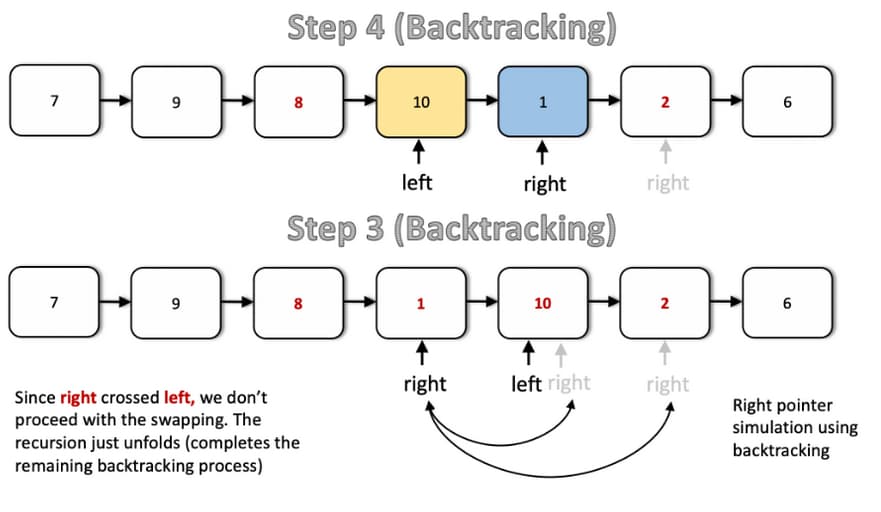 Step 4 (Backtracking)
7 9 8 10 1 2 6
left right right
Step 3 (Backtracking)
7 9 8 1 10 2 6
right left right right
Since right crossed left, we don't
proceed with the swapping. The
recursion just unfolds (completes the
remaining backtracking process)
Right pointer
simulation using
backtracking